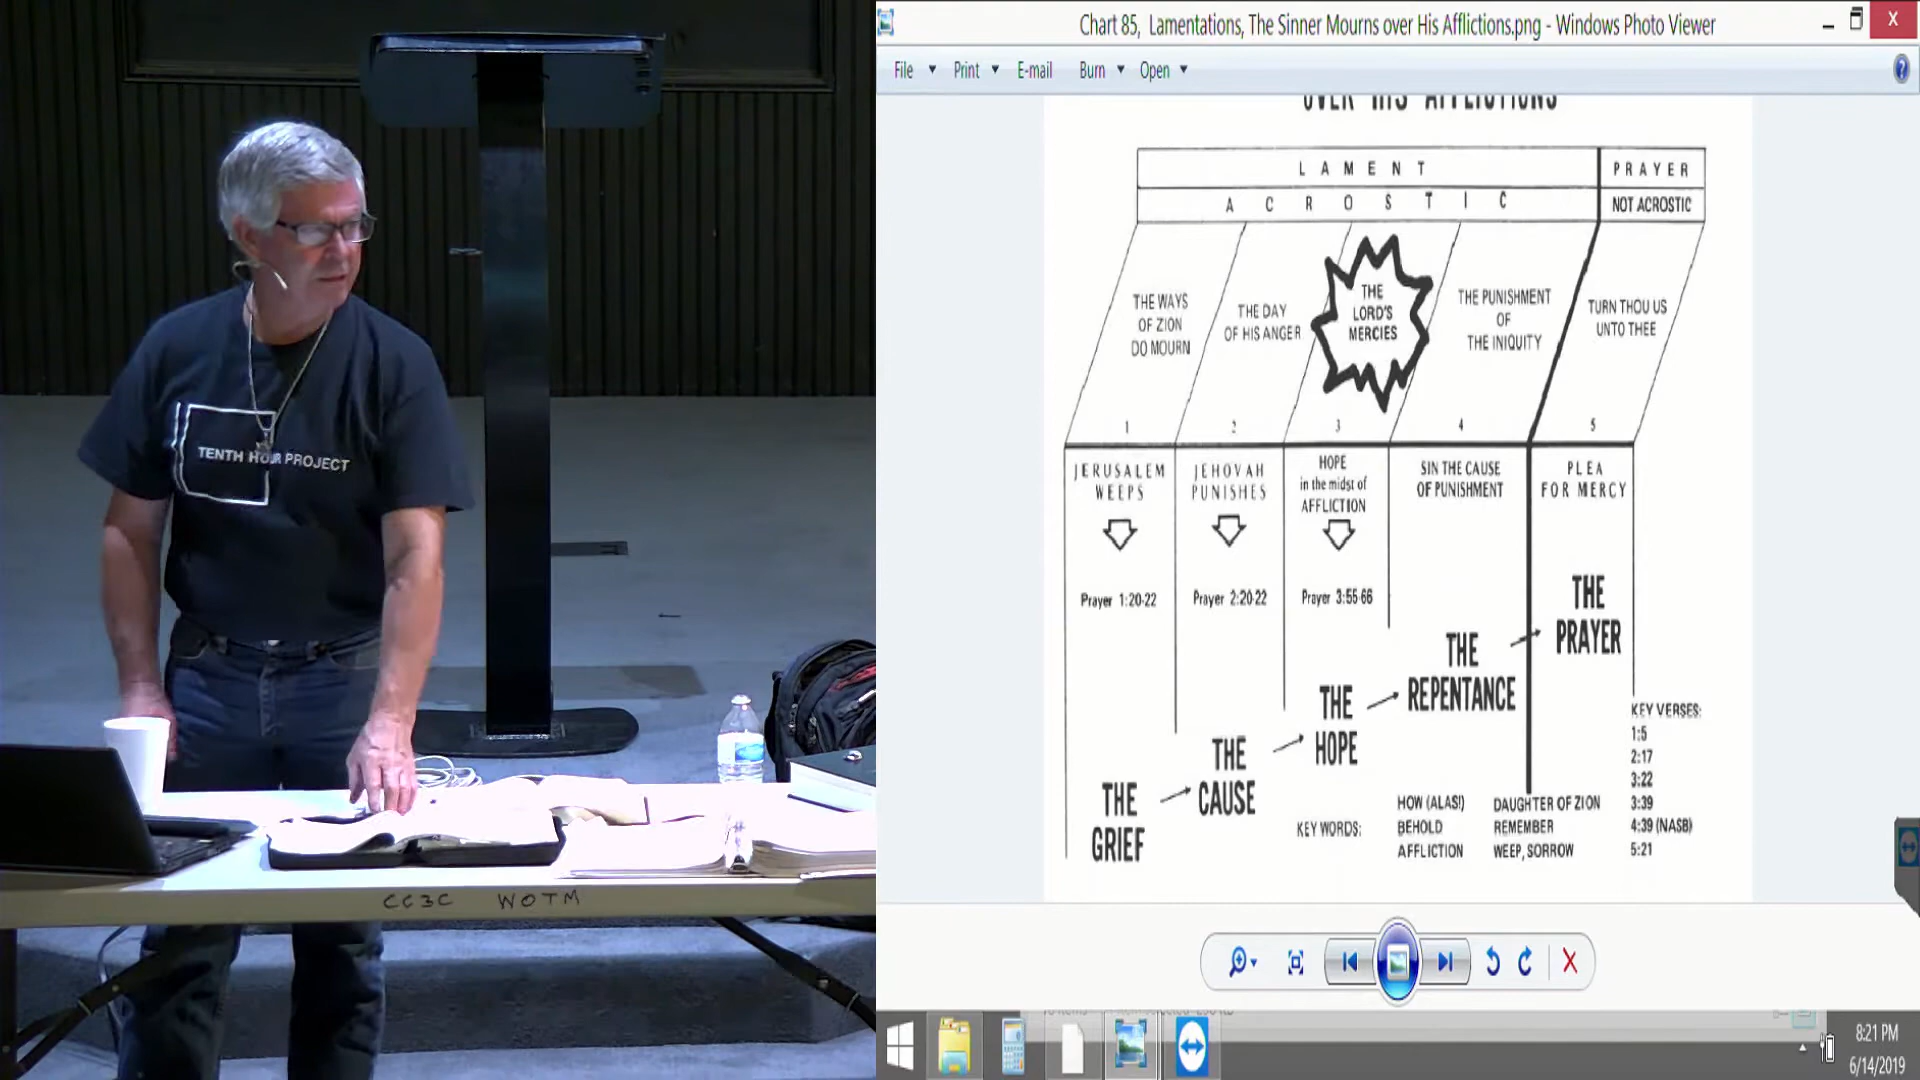 TENTH HOUR PROJECT
CC3C WOTM
Chart 85, Lamentations, The Sinner Mourns over His Afflictions.png - Windows Photo Viewer
File Print E-mail Burn Open
OVER HIS AFFLICTIONS
LAMENT
PRAYER
ACROSTIC
NOT ACROSTIC
THE WAYS
OF ZION
DO MOURN
THE DAY
OF HIS ANGER
THE
LORD'S
MERCIES
THE PUNISHMENT
OF
THE INIQUITY
TURN THOU US
UNTO THEE
1 2 3 4 5
JERUSALEM
WEEPS
JEHOVAH
PUNISHES
HOPE
in the midst of
AFFLICTION
SIN THE CAUSE
OF PUNISHMENT
PLEA
FOR MERCY
Prayer 1:20-22
Prayer 2:20-22
Prayer 3:55-66
THE
GRIEF
THE
CAUSE
THE
HOPE
THE
REPENTANCE
THE
PRAYER
KEY WORDS:
HOW (ALAS!)
BEHOLD
AFFLICTION
DAUGHTER OF ZION
REMEMBER
WEEP, SORROW
KEY VERSES:
1:5
2:17
3:22
3:39
4:39 (NASB)
5:21
8:21 PM
6/14/2019